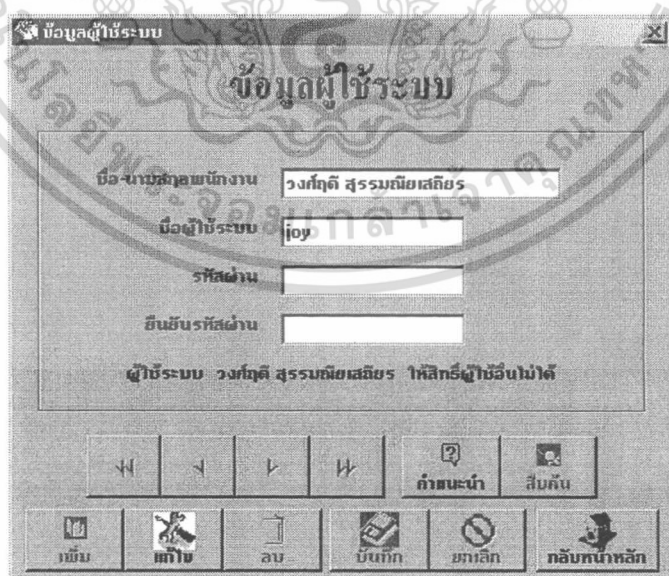 ข้อมูลผู้ใช้ระบบ
ข้อมูลผู้ใช้ระบบ
ชื่อ-นามสกุลพนักงาน วงศ์ฤดี สุธรรมณียเสถียร
ชื่อผู้ใช้ระบบ joy
รหัสผ่าน
ยืนยันรหัสผ่าน
ผู้ใช้ระบบ วงศ์ฤดี สุธรรมณียเสถียร ให้สิทธิ์ผู้ใช้อื่นไม่ได้
คำแนะนำ สืบค้น
เพิ่ม แก้ไข ลบ บันทึก ยกเลิก กลับหน้าหลัก